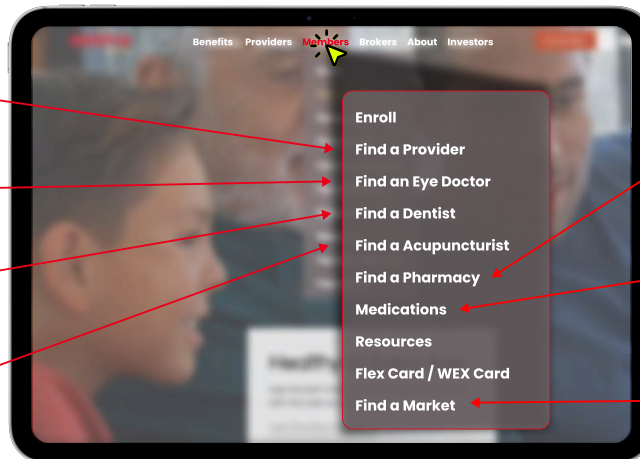 Benefits Providers Members Brokers About Investors
Enroll
Find a Provider
Find an Eye Doctor
Find a Dentist
Find a Acupuncturist
Find a Pharmacy
Medications
Resources
Flex Card / WEX Card
Find a Market